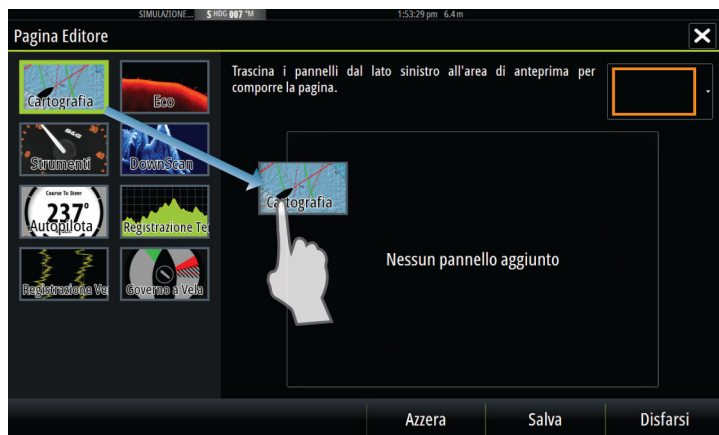 SIMULAZIONE... S HDG 007 °M 1:53:29 pm 6.4 m
Pagina Editore
Trascina i pannelli dal lato sinistro all'area di anteprima per
comporre la pagina.
Cartografia
Eco
Strumenti
DownScan
Course To Steer
237°
Autopilota
Registrazione Te
Registrazione Ve
Governo a Vela
Cartografia
Nessun pannello aggiunto
Azzera
Salva
Disfarsi